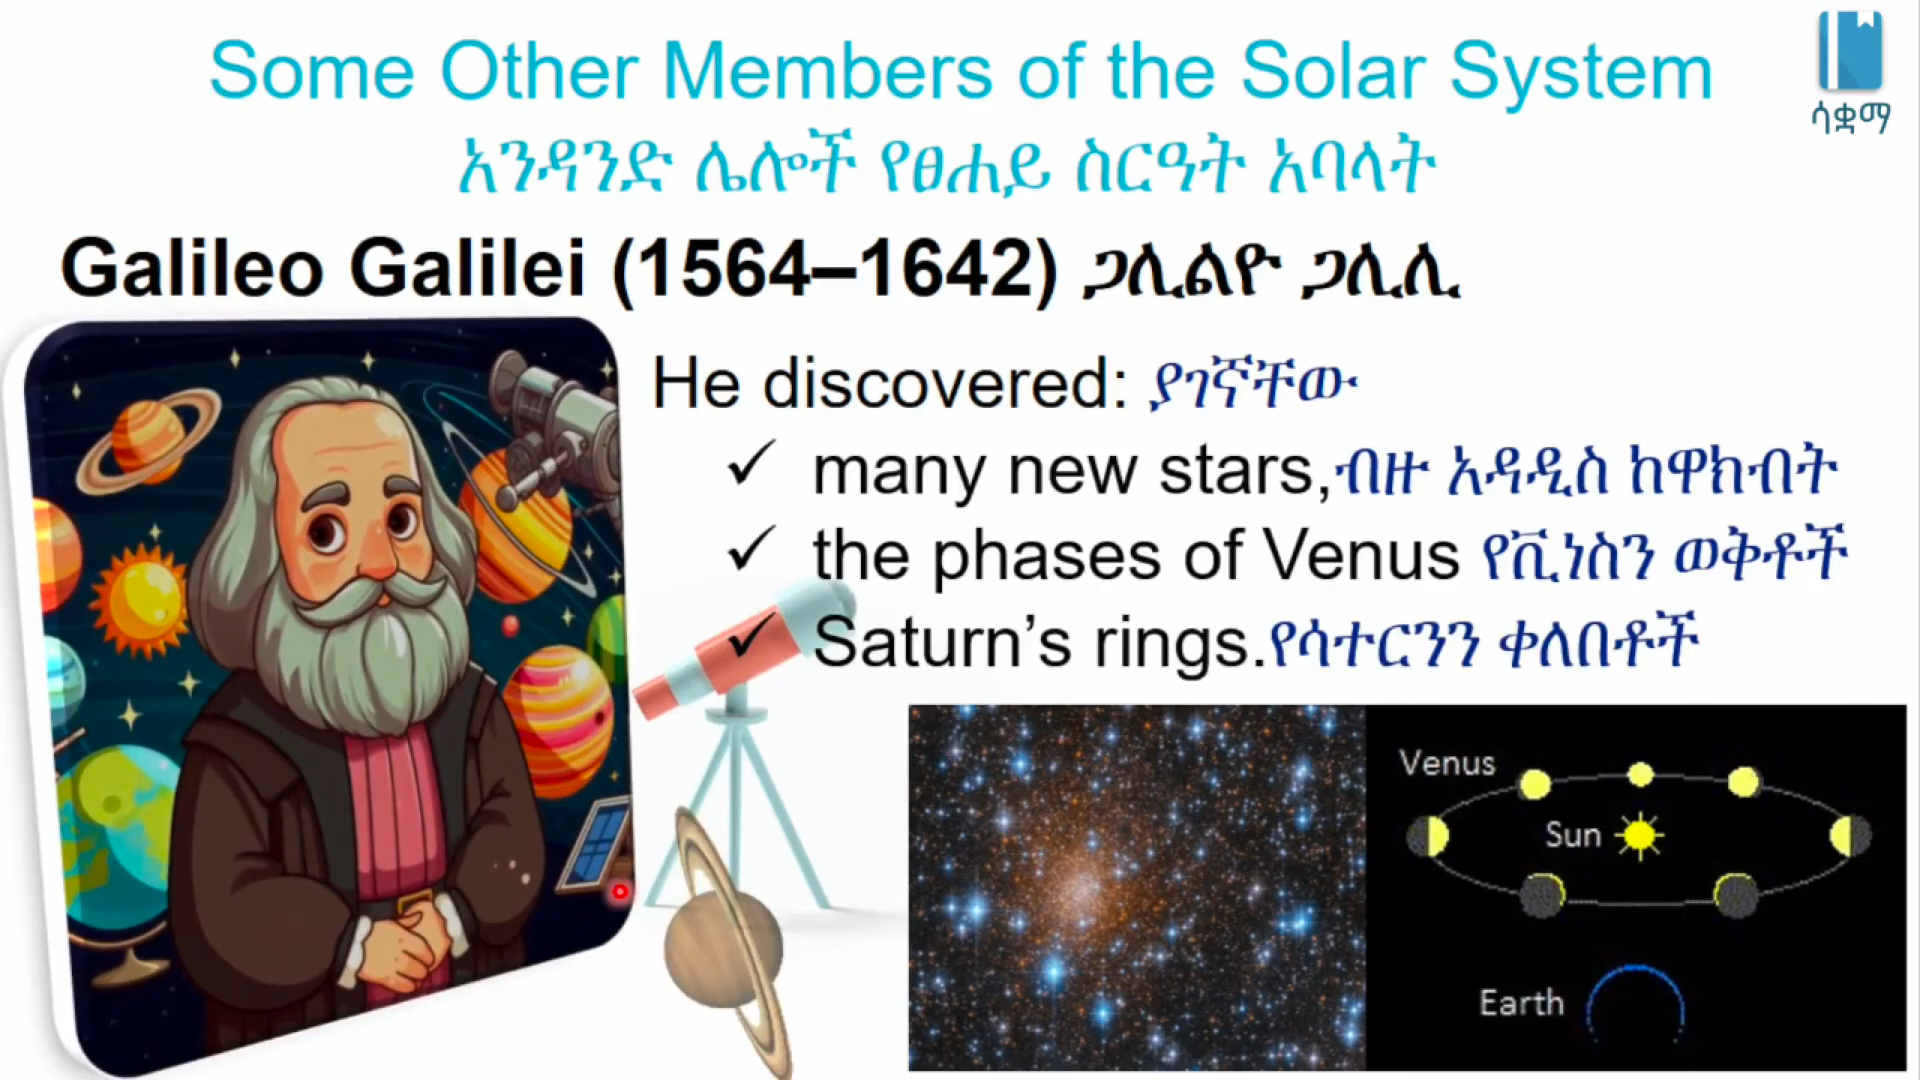 Some Other Members of the Solar System
ሳቋማ
አንዳንድ ሌሎች የፀሐይ ስርዓት አባላት
Galileo Galilei (1564–1642) ጋሊልዮ ጋሊሊ
He discovered: ያገኛቸው
✓ many new stars,ብዙ አዳዲስ ከዋክብት
✓ the phases of Venus የቪነስን ወቅቶች
✓ Saturn’s rings.የሳተርንን ቀለበቶች
Venus
Sun
Earth